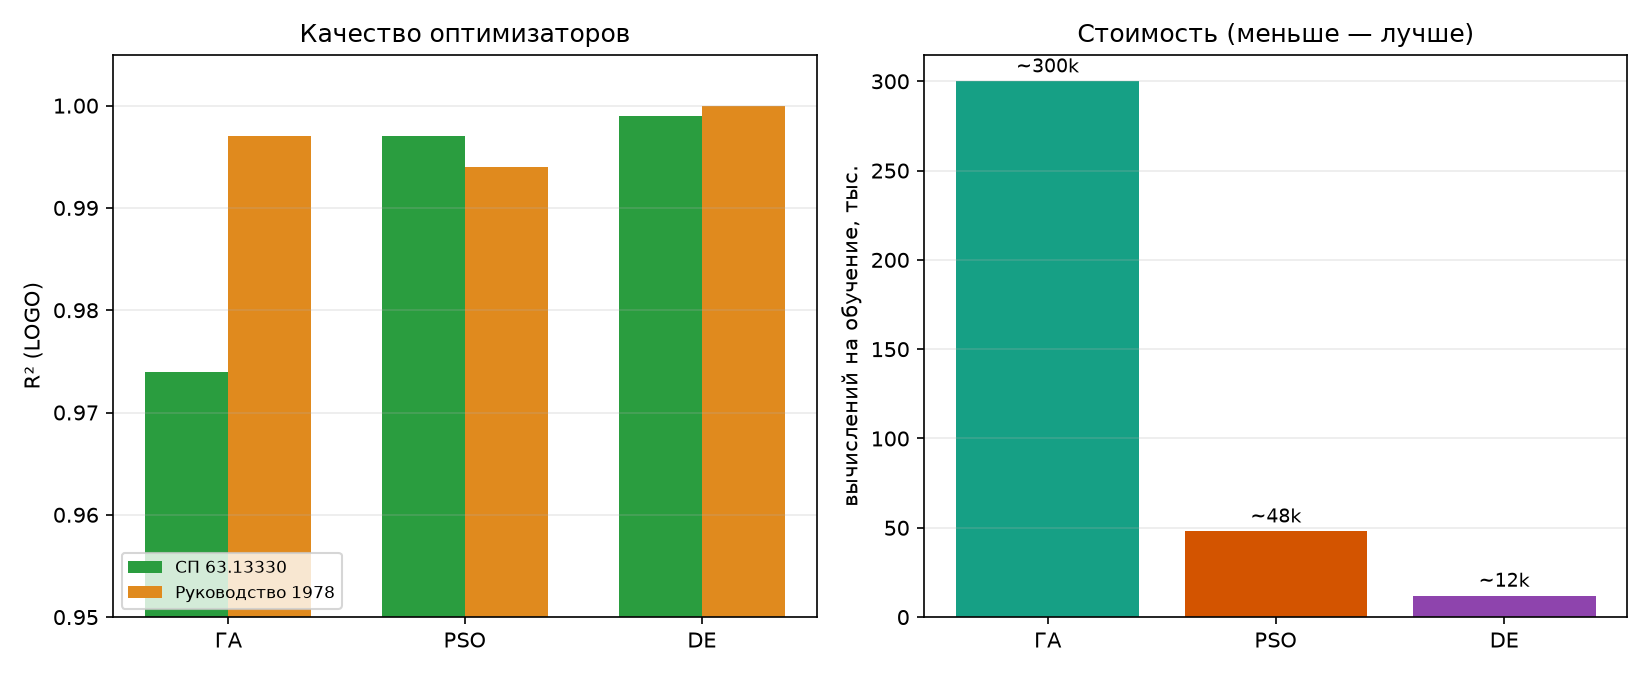 Качество оптимизаторов
R² (LOGO)
1.00
0.99
0.98
0.97
0.96
0.95
СП 63.13330
Руководство 1978
ГА
PSO
DE
Стоимость (меньше — лучше)
вычислений на обучение, тыс.
300
250
200
150
100
50
0
~300k
~48k
~12k
ГА
PSO
DE